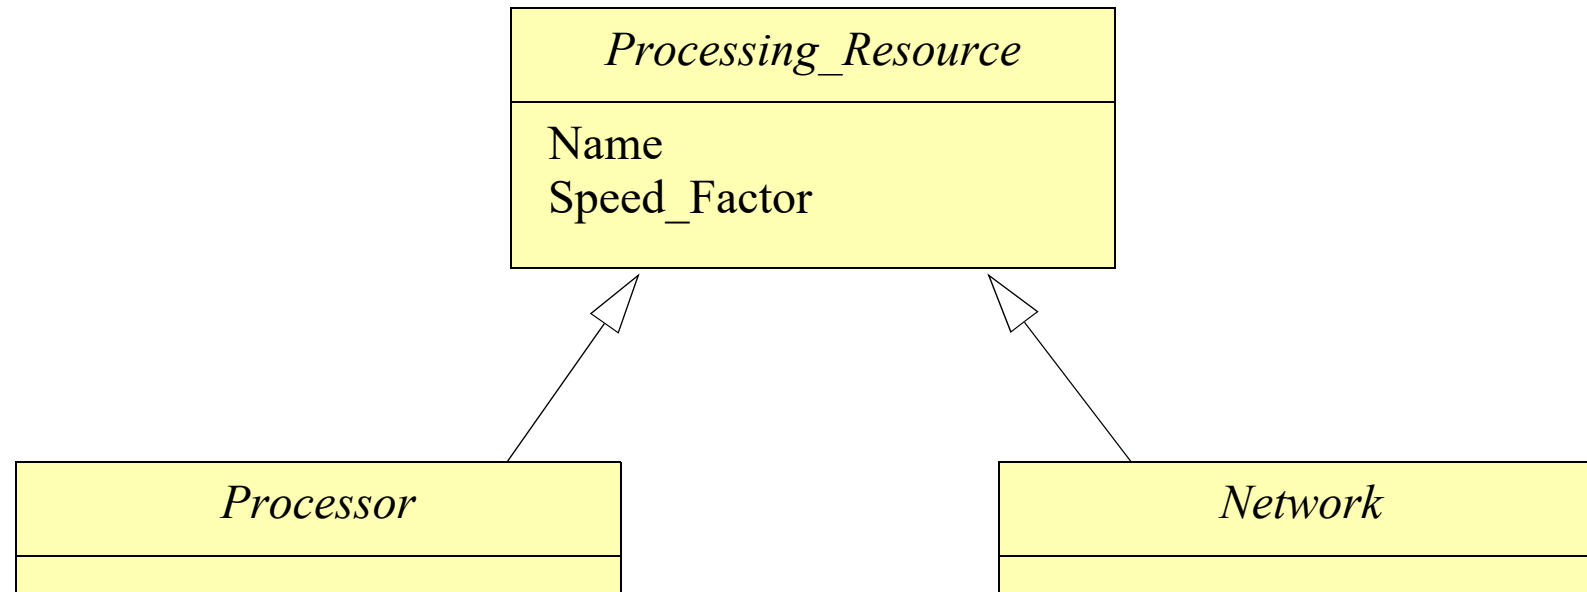 Processing_Resource
Name
Speed_Factor
Processor
Network